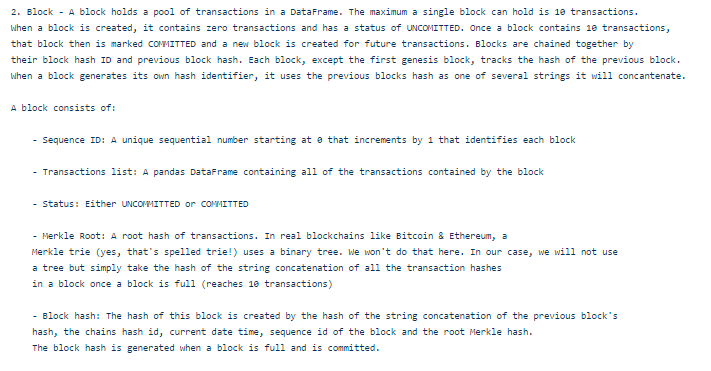 2. Block - A block holds a pool of transactions in a DataFrame. The maximum a single block can hold is 10 transactions.
When a block is created, it contains zero transactions and has a status of UNCOMITTED. Once a block contains 10 transactions,
that block then is marked COMMITTED and a new block is created for future transactions. Blocks are chained together by
their block hash ID and previous block hash. Each block, except the first genesis block, tracks the hash of the previous block.
When a block generates its own hash identifier, it uses the previous blocks hash as one of several strings it will concantenate.
A block consists of:
- Sequence ID: A unique sequential number starting at 0 that increments by 1 that identifies each block
- Transactions list: A pandas DataFrame containing all of the transactions contained by the block
- Status: Either UNCOMMITTED or COMMITTED
- Merkle Root: A root hash of transactions. In real blockchains like Bitcoin & Ethereum, a
Merkle trie (yes, that's spelled trie!) uses a binary tree. We won't do that here. In our case, we will not use
a tree but simply take the hash of the string concatenation of all the transaction hashes
in a block once a block is full (reaches 10 transactions)
- Block hash: The hash of this block is created by the hash of the string concatenation of the previous block's
hash, the chains hash id, current date time, sequence id of the block and the root Merkle hash.
The block hash is generated when a block is full and is committed.